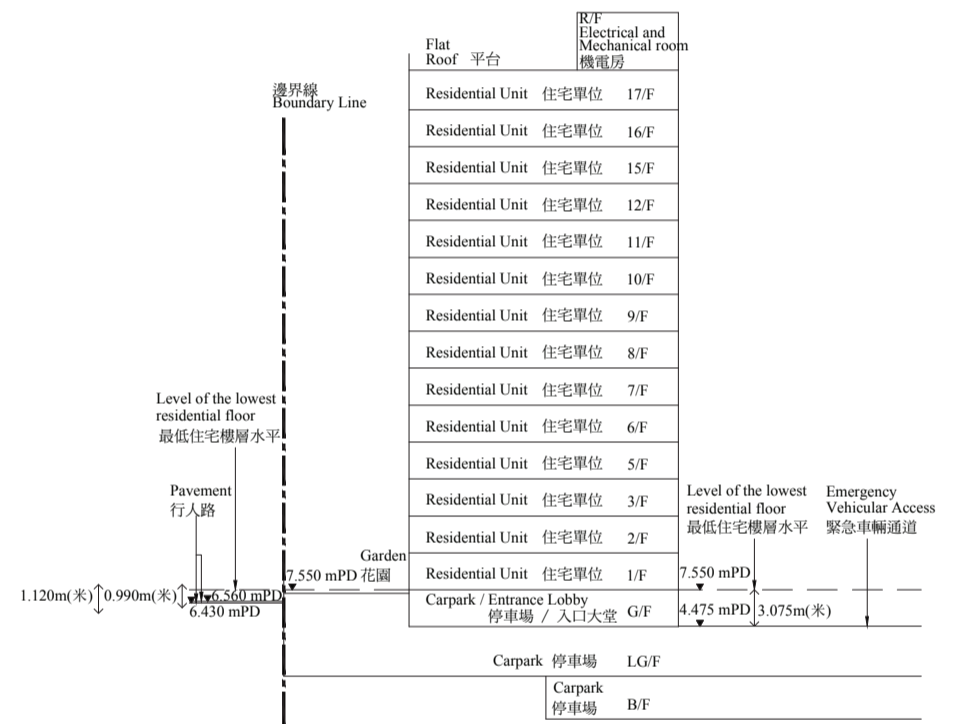 R/F
Electrical and
Mechanical room
機電房
Flat
Roof 平台
邊界線
Boundary Line
Residential Unit 住宅單位 17/F
Residential Unit 住宅單位 16/F
Residential Unit 住宅單位 15/F
Residential Unit 住宅單位 12/F
Residential Unit 住宅單位 11/F
Residential Unit 住宅單位 10/F
Residential Unit 住宅單位 9/F
Residential Unit 住宅單位 8/F
Residential Unit 住宅單位 7/F
Residential Unit 住宅單位 6/F
Residential Unit 住宅單位 5/F
Residential Unit 住宅單位 3/F
Residential Unit 住宅單位 2/F
Residential Unit 住宅單位 1/F
Carpark / Entrance Lobby
停車場 / 入口大堂 G/F
Carpark 停車場 LG/F
Carpark
停車場 B/F
Level of the lowest
residential floor
最低住宅樓層水平
Pavement
行人路
Garden
7.550 mPD 花園
1.120m(米) 0.990m(米) 6.560 mPD
6.430 mPD
Level of the lowest
residential floor
最低住宅樓層水平
Emergency
Vehicular Access
緊急車輛通道
7.550 mPD
4.475 mPD 3.075m(米)